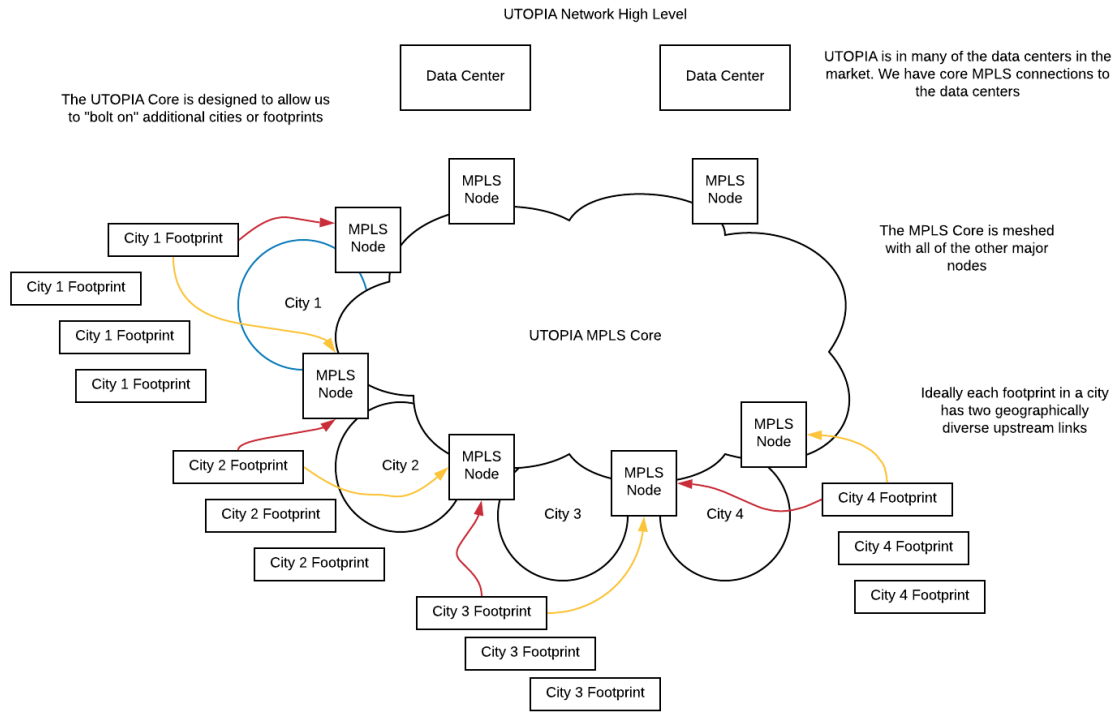 UTOPIA Network High Level
Data Center
Data Center
UTOPIA is in many of the data centers in the
market. We have core MPLS connections to
the data centers
The UTOPIA Core is designed to allow us
to "bolt on" additional cities or footprints
MPLS
Node
MPLS
Node
MPLS
Node
City 1 Footprint
The MPLS Core is meshed
with all of the other major
nodes
City 1 Footprint
City 1
City 1 Footprint
UTOPIA MPLS Core
City 1 Footprint
MPLS
Node
Ideally each footprint in a city
has two geographically
diverse upstream links
MPLS
Node
City 2 Footprint
City 2
MPLS
Node
MPLS
Node
City 4 Footprint
City 2 Footprint
City 3
City 4
City 4 Footprint
City 2 Footprint
City 4 Footprint
City 3 Footprint
City 3 Footprint
City 3 Footprint